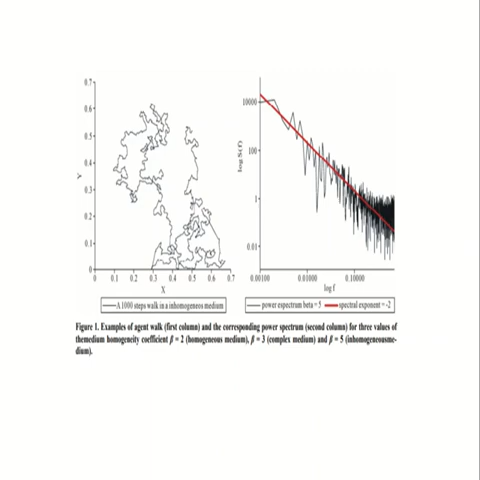 0.7
0.6
0.5
0.4
0.3
0.2
0.1
0
Y
0 0.1 0.2 0.3 0.4 0.5 0.6 0.7
X
A 1000 steps walk in a inhomogeneos medium
10000
100
1
0.01
log S(f)
0.00100 0.01000 0.10000
log f
power espectrum beta = 5 spectral exponent = -2
Figure 1. Examples of agent walk (first column) and the corresponding power spectrum (second column) for three values of
themedium homogeneity coefficient β = 2 (homogeneous medium), β = 3 (complex medium) and β = 5 (inhomogeneousme-
dium).